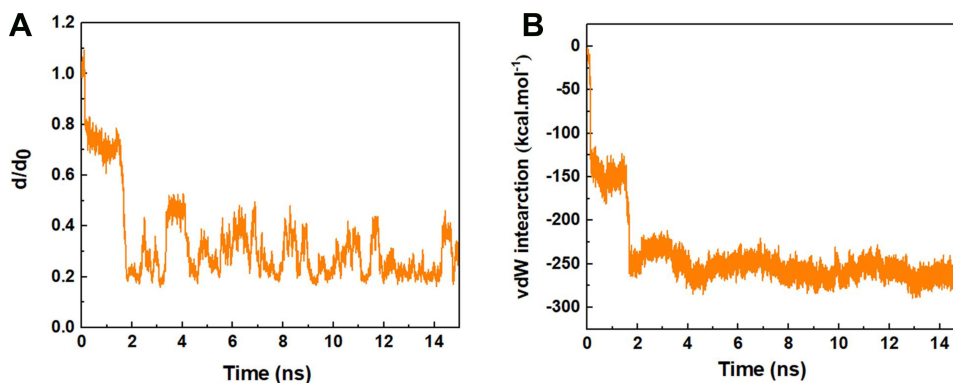 A
1.2
1.0
0.8
0.6
0.4
0.2
0.0
d/d0
0 2 4 6 8 10 12 14
Time (ns)
B
0
-50
-100
-150
-200
-250
-300
vdW intearction (kcal.mol-1)
0 2 4 6 8 10 12 14
Time (ns)